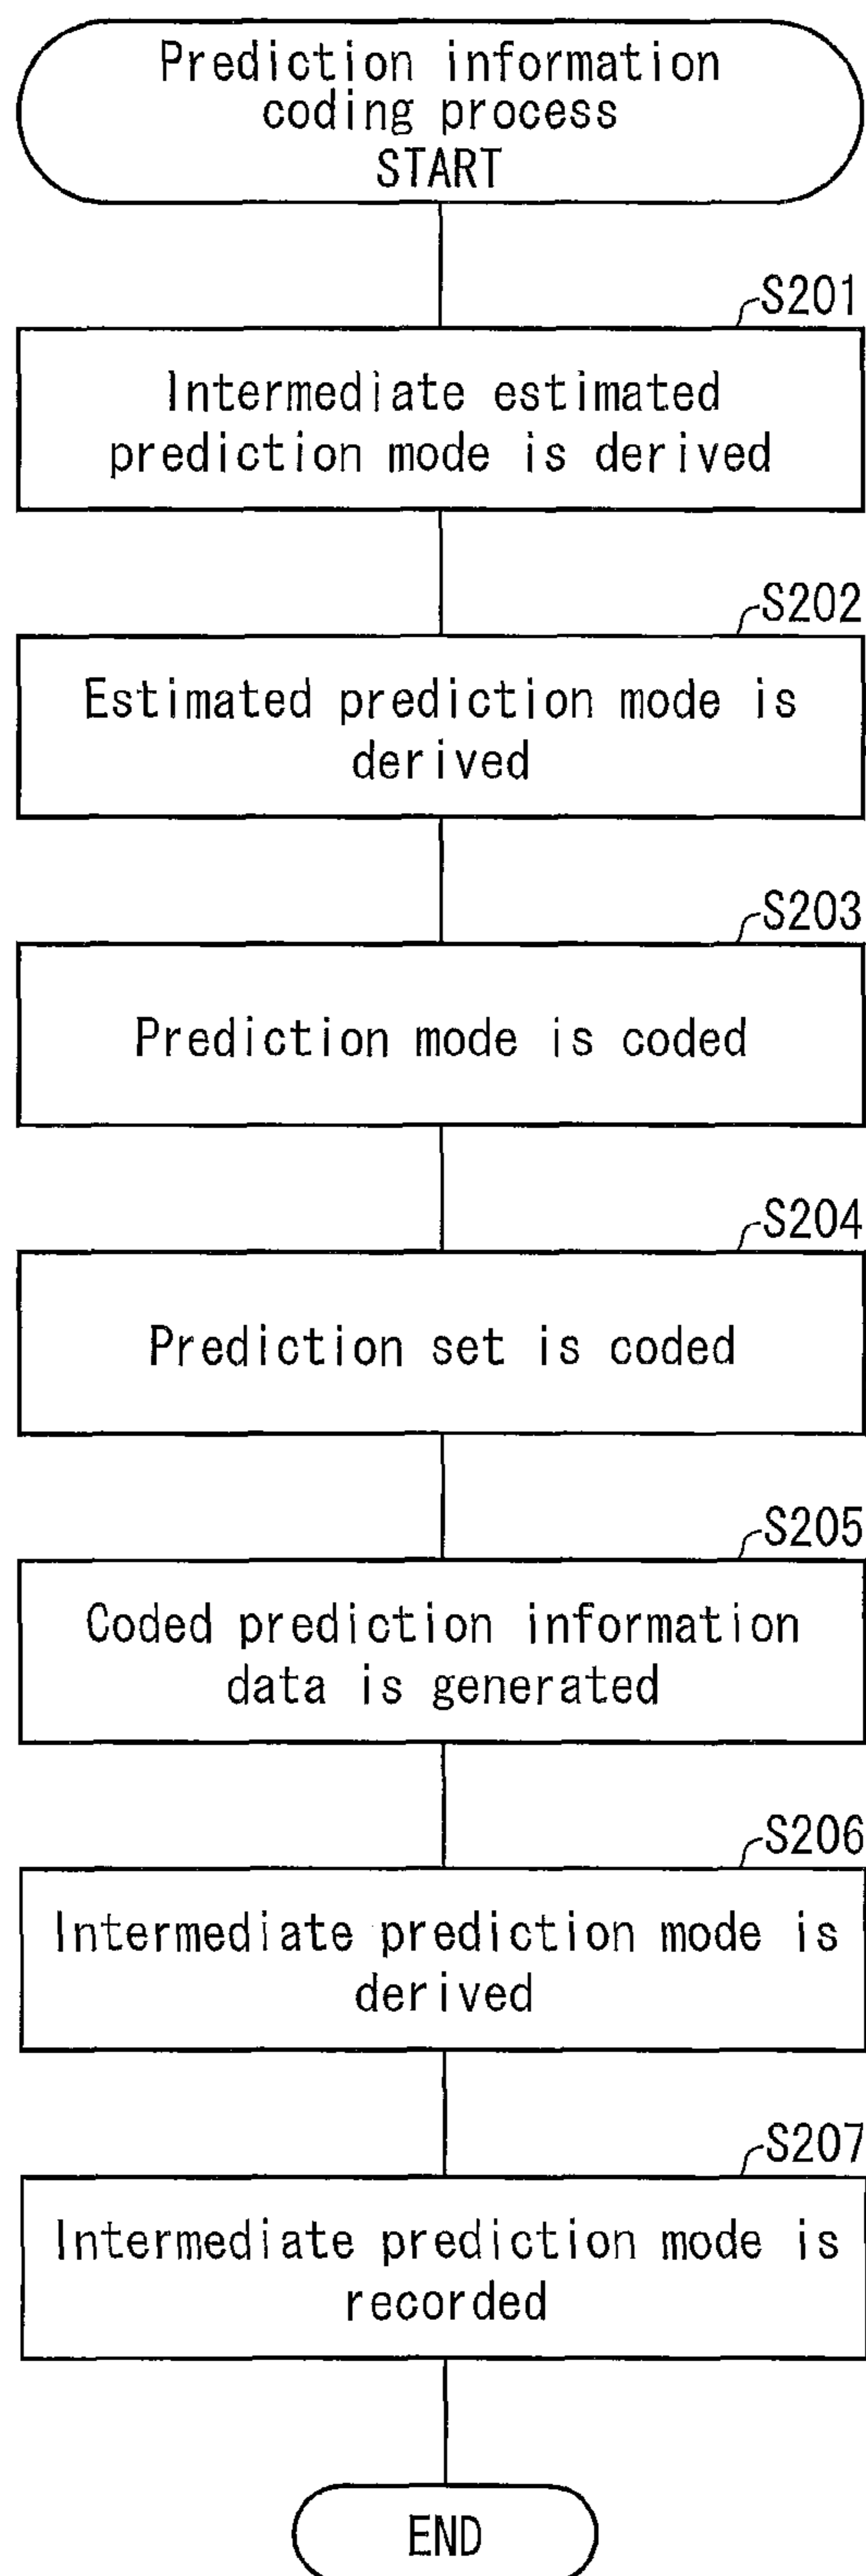 Prediction information
coding process
START
S201
Intermediate estimated
prediction mode is derived
S202
Estimated prediction mode is
derived
S203
Prediction mode is coded
S204
Prediction set is coded
S205
Coded prediction information
data is generated
S206
Intermediate prediction mode is
derived
S207
Intermediate prediction mode is
recorded
END